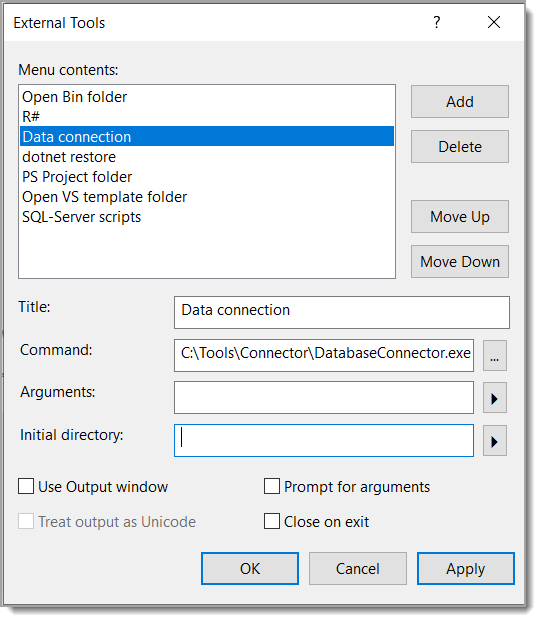 External Tools
?
Menu contents:
Open Bin folder
R#
Data connection
dotnet restore
PS Project folder
Open VS template folder
SQL-Server scripts
Add
Delete
Move Up
Move Down
Title:
Data connection
Command:
C:\Tools\Connector\DatabaseConnector.exe
...
Arguments:
Initial directory:
Use Output window
Prompt for arguments
Treat output as Unicode
Close on exit
OK
Cancel
Apply